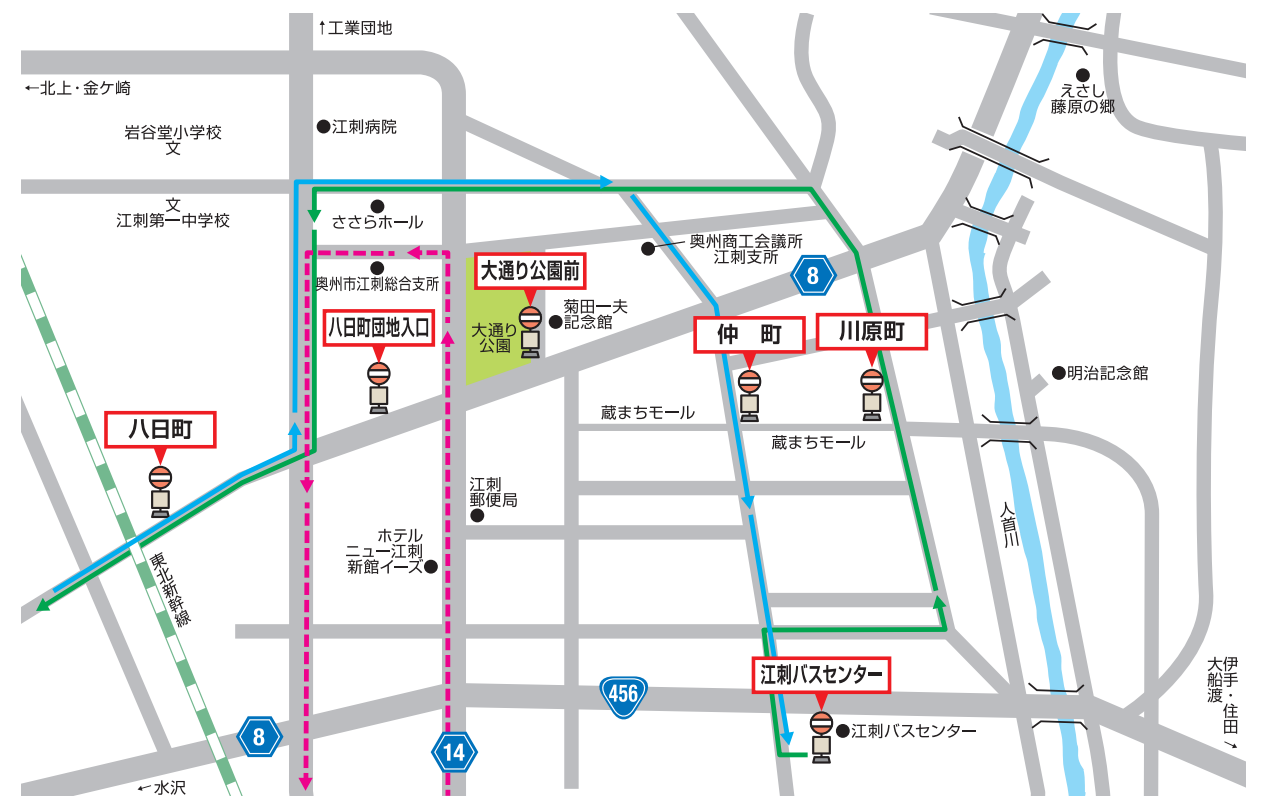 ↑工業団地
←北上・金ケ崎
えさし
藤原の郷
岩谷堂小学校
文
江刺病院
文
江刺第一中学校
ささらホール
奥州商工会議所
江刺支所
奥州市江刺総合支所
大通り公園前
8
菊田一夫
記念館
大通り
公園
八日町団地入口
仲 町
川原町
明治記念館
八日町
蔵まちモール
蔵まちモール
江刺
郵便局
人首川
ホテル
ニュー江刺
新館イーズ
東北新幹線
江刺バスセンター
伊手・住田
大船渡
→
456
8
14
江刺バスセンター
←水沢